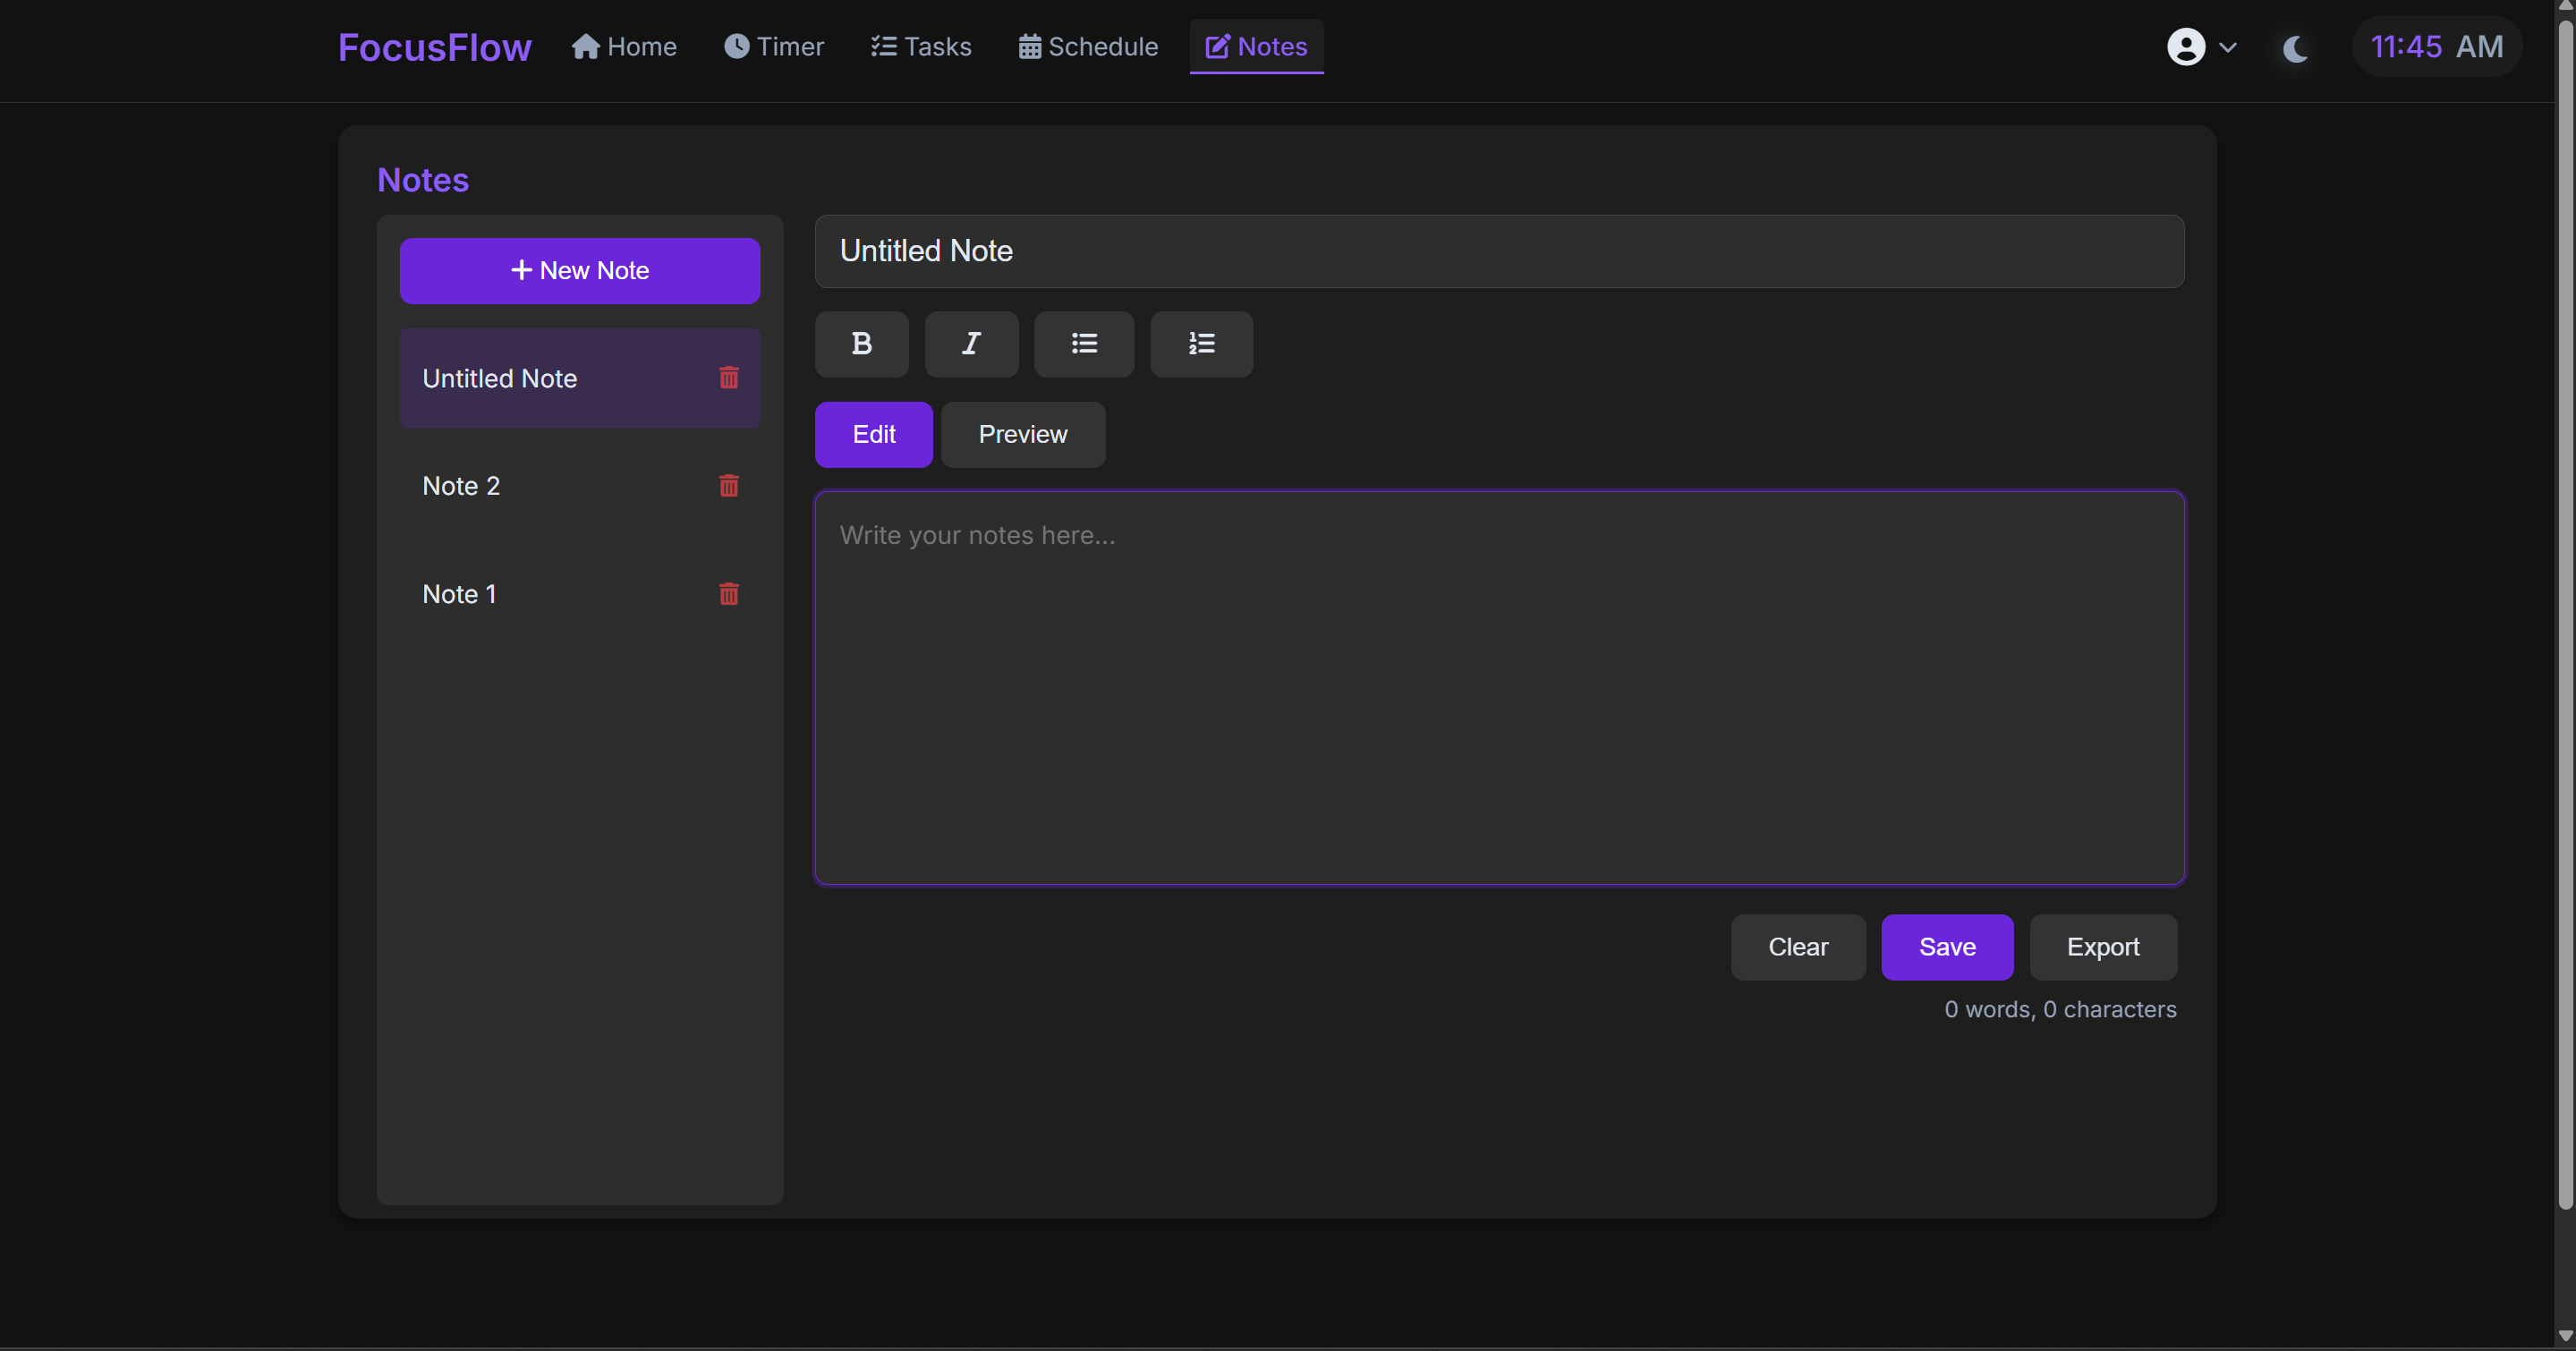 FocusFlow Home Timer Tasks Schedule Notes 11:45 AM
Notes
+ New Note
Untitled Note
Note 2
Note 1
Untitled Note
B I
Edit Preview
Write your notes here...
Clear Save Export
0 words, 0 characters